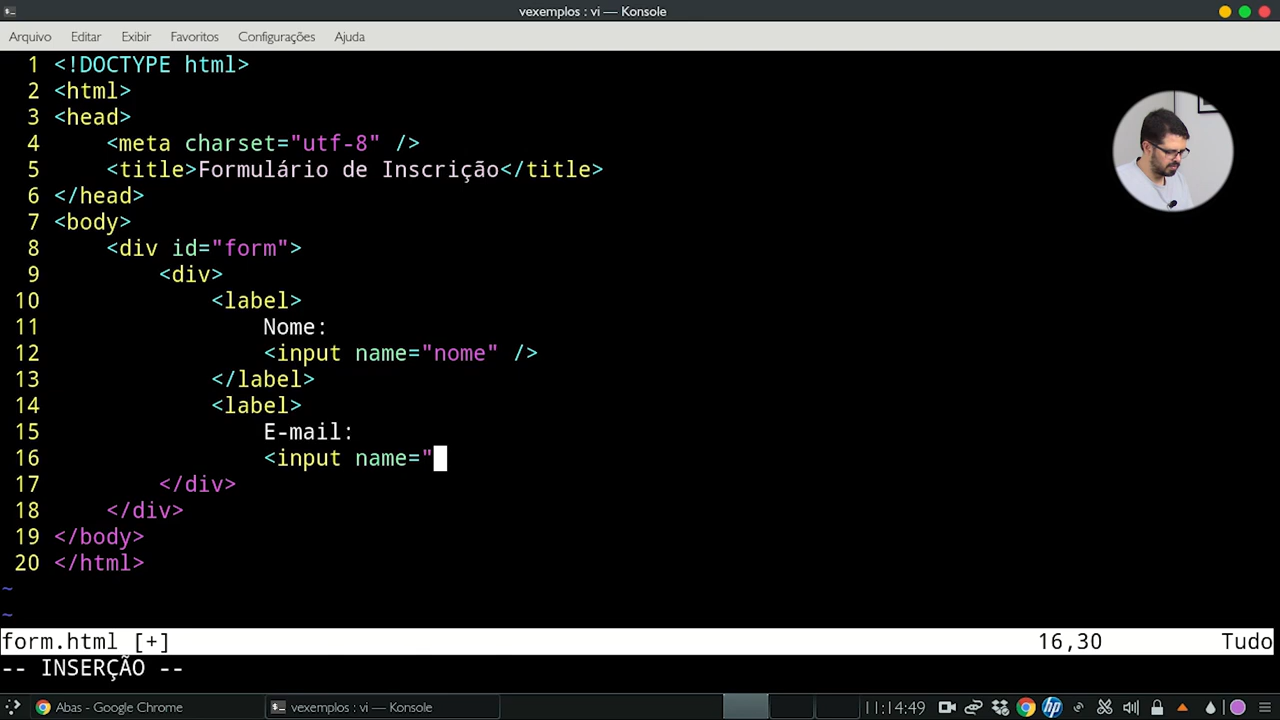 vexemplos : vi — Konsole
Arquivo Editar Exibir Favoritos Configurações Ajuda
1 <!DOCTYPE html>
2 <html>
3 <head>
4 <meta charset="utf-8" />
5 <title>Formulário de Inscrição</title>
6 </head>
7 <body>
8 <div id="form">
9 <div>
10 <label>
11 Nome:
12 <input name="nome" />
13 </label>
14 <label>
15 E-mail:
16 <input name="
17 </div>
18 </div>
19 </body>
20 </html>
~
~
form.html [+] 16,30 Tudo
-- INSERÇÃO --
Abas - Google Chrome vexemplos : vi — Konsole 11:14:49 hp